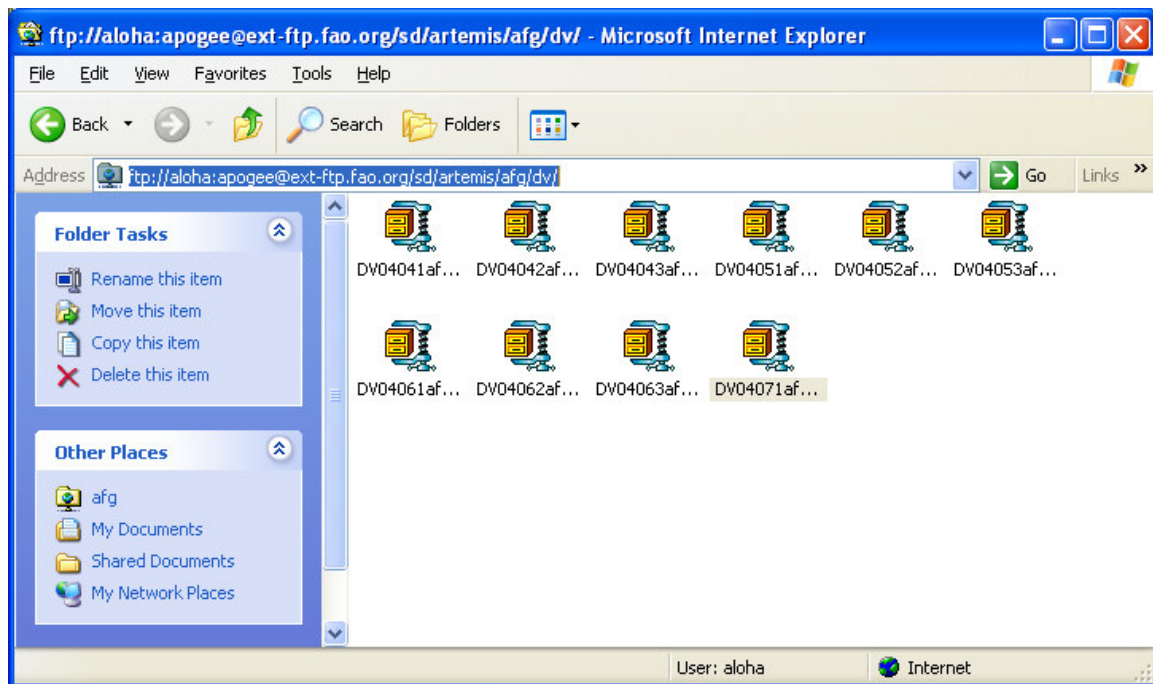 ftp://aloha:apogee@ext-ftp.fao.org/sd/artemis/afg/dv/ - Microsoft Internet Explorer
File Edit View Favorites Tools Help
Back Search Folders
Address ftp://aloha:apogee@ext-ftp.fao.org/sd/artemis/afg/dv/ Go Links »
Folder Tasks
Rename this item
Move this item
Copy this item
Delete this item
Other Places
afg
My Documents
Shared Documents
My Network Places
DV04041af... DV04042af... DV04043af... DV04051af... DV04052af... DV04053af...
DV04061af... DV04062af... DV04063af... DV04071af...
User: aloha Internet